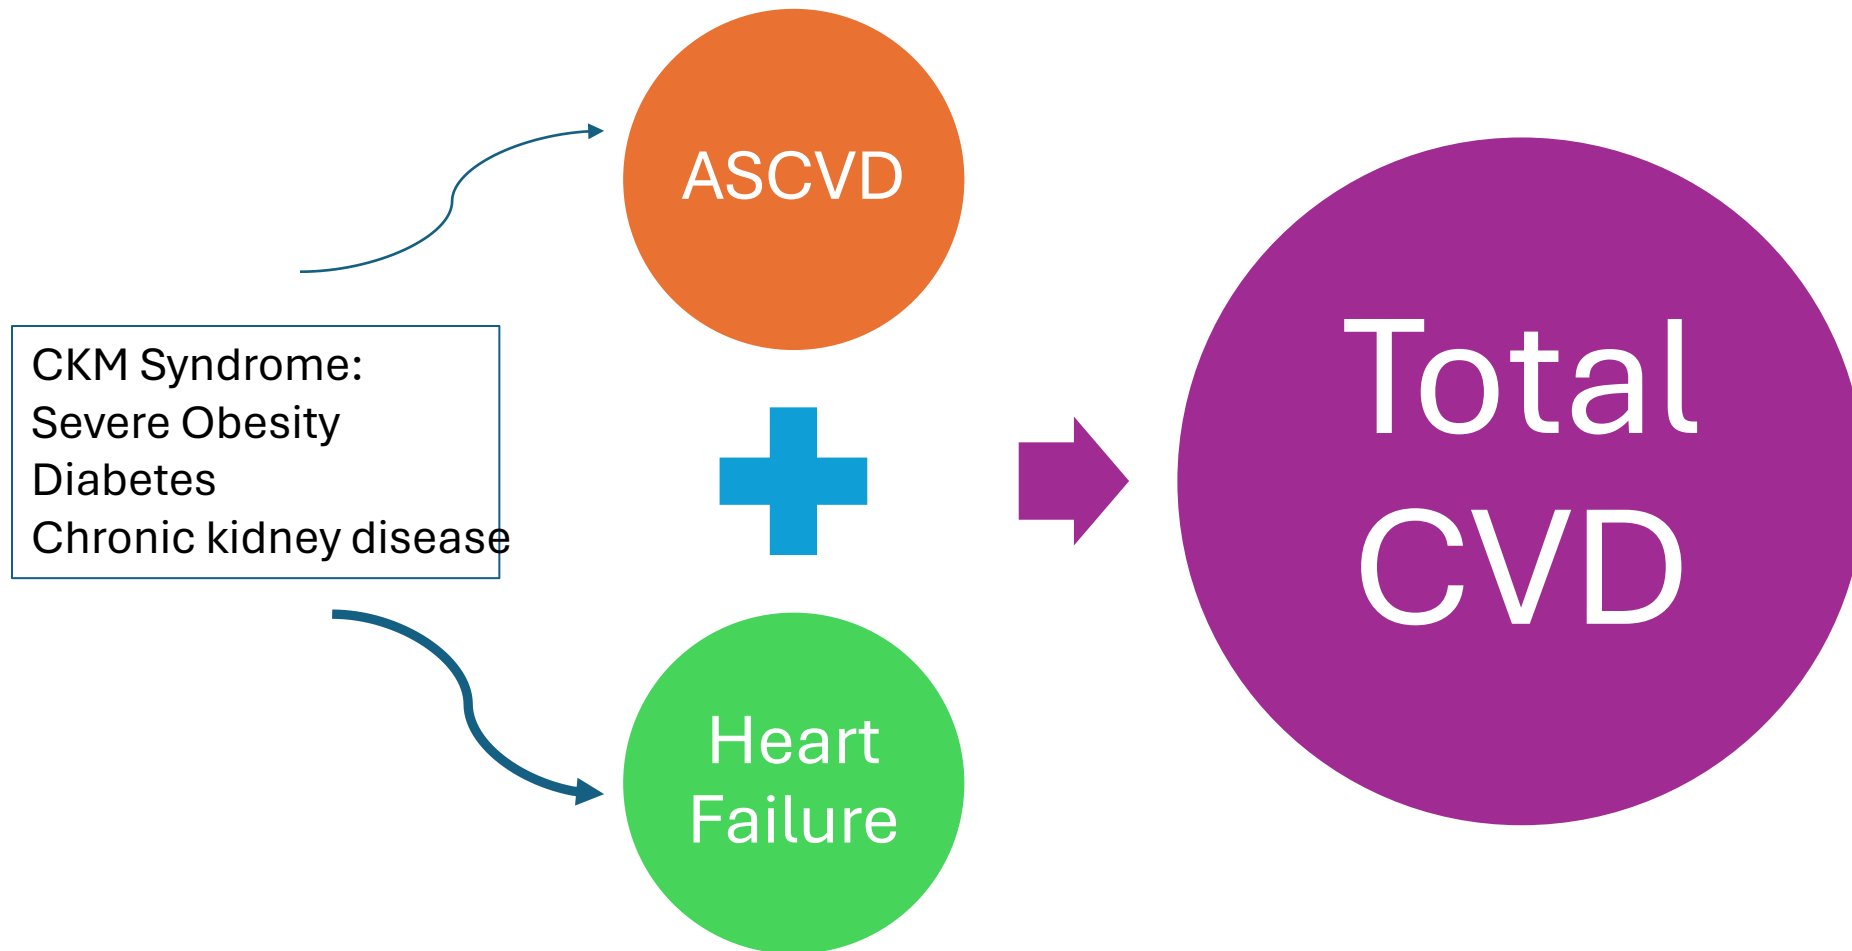 ASCVD
CKM Syndrome:
Severe Obesity
Diabetes
Chronic kidney disease
Heart
Failure
Total
CVD